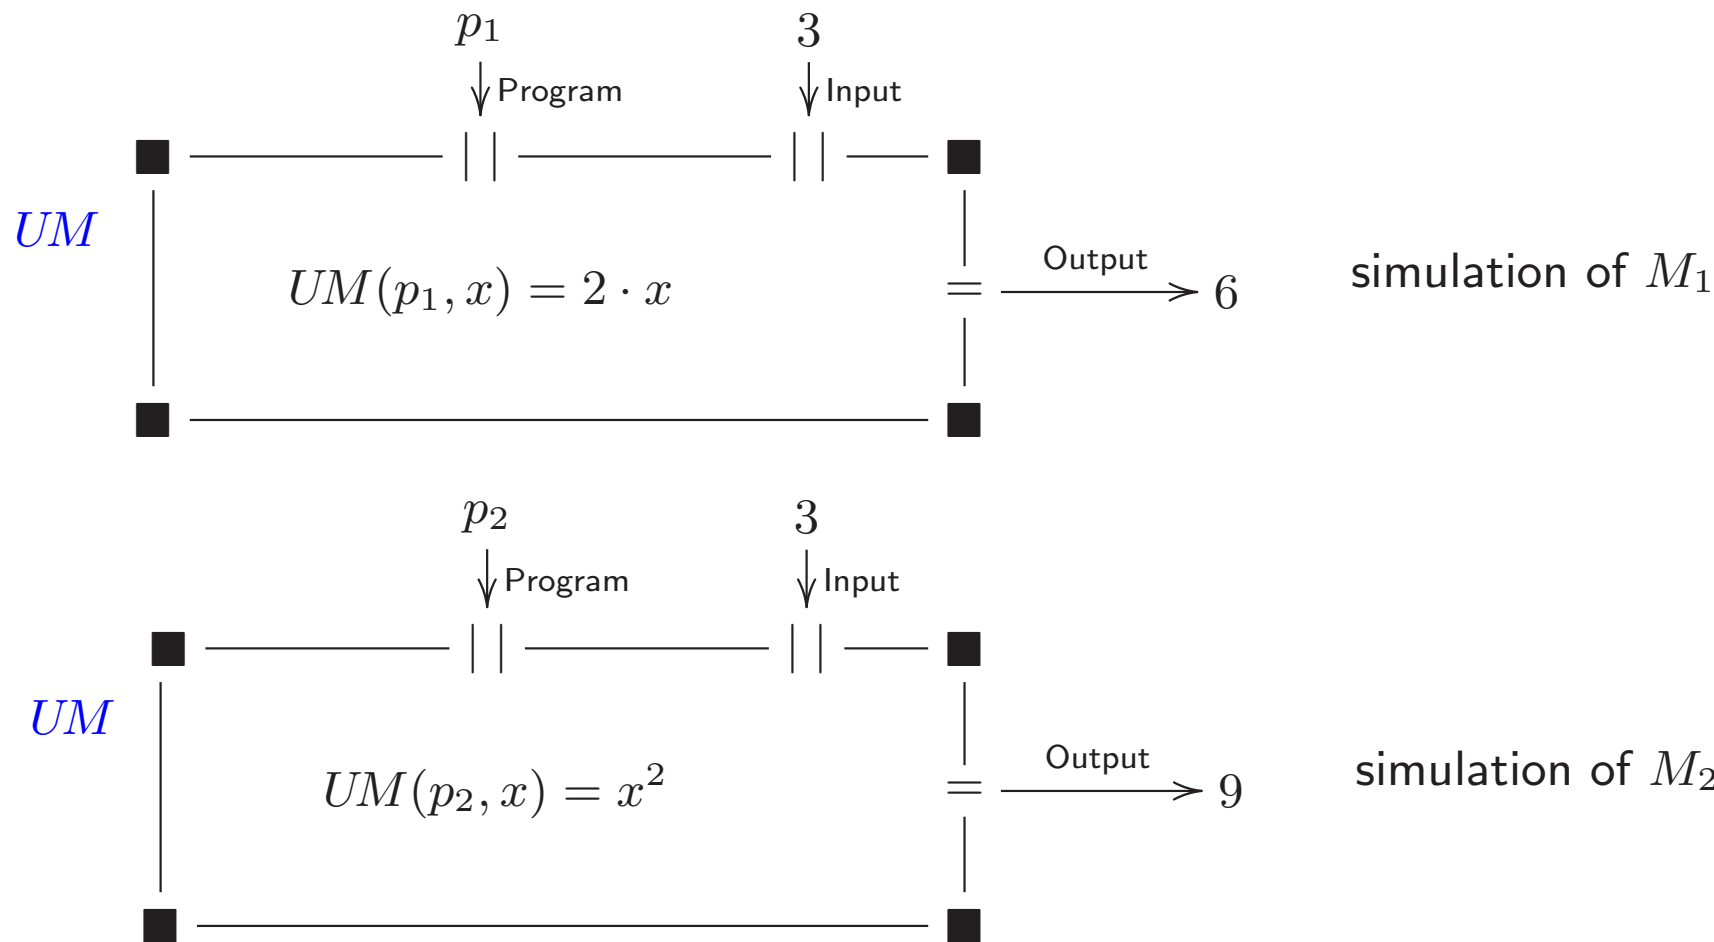 p₁ 3
Program Input
UM
UM(p₁, x) = 2 · x
Output
6
simulation of M₁
p₂ 3
Program Input
UM
UM(p₂, x) = x²
Output
9
simulation of M₂